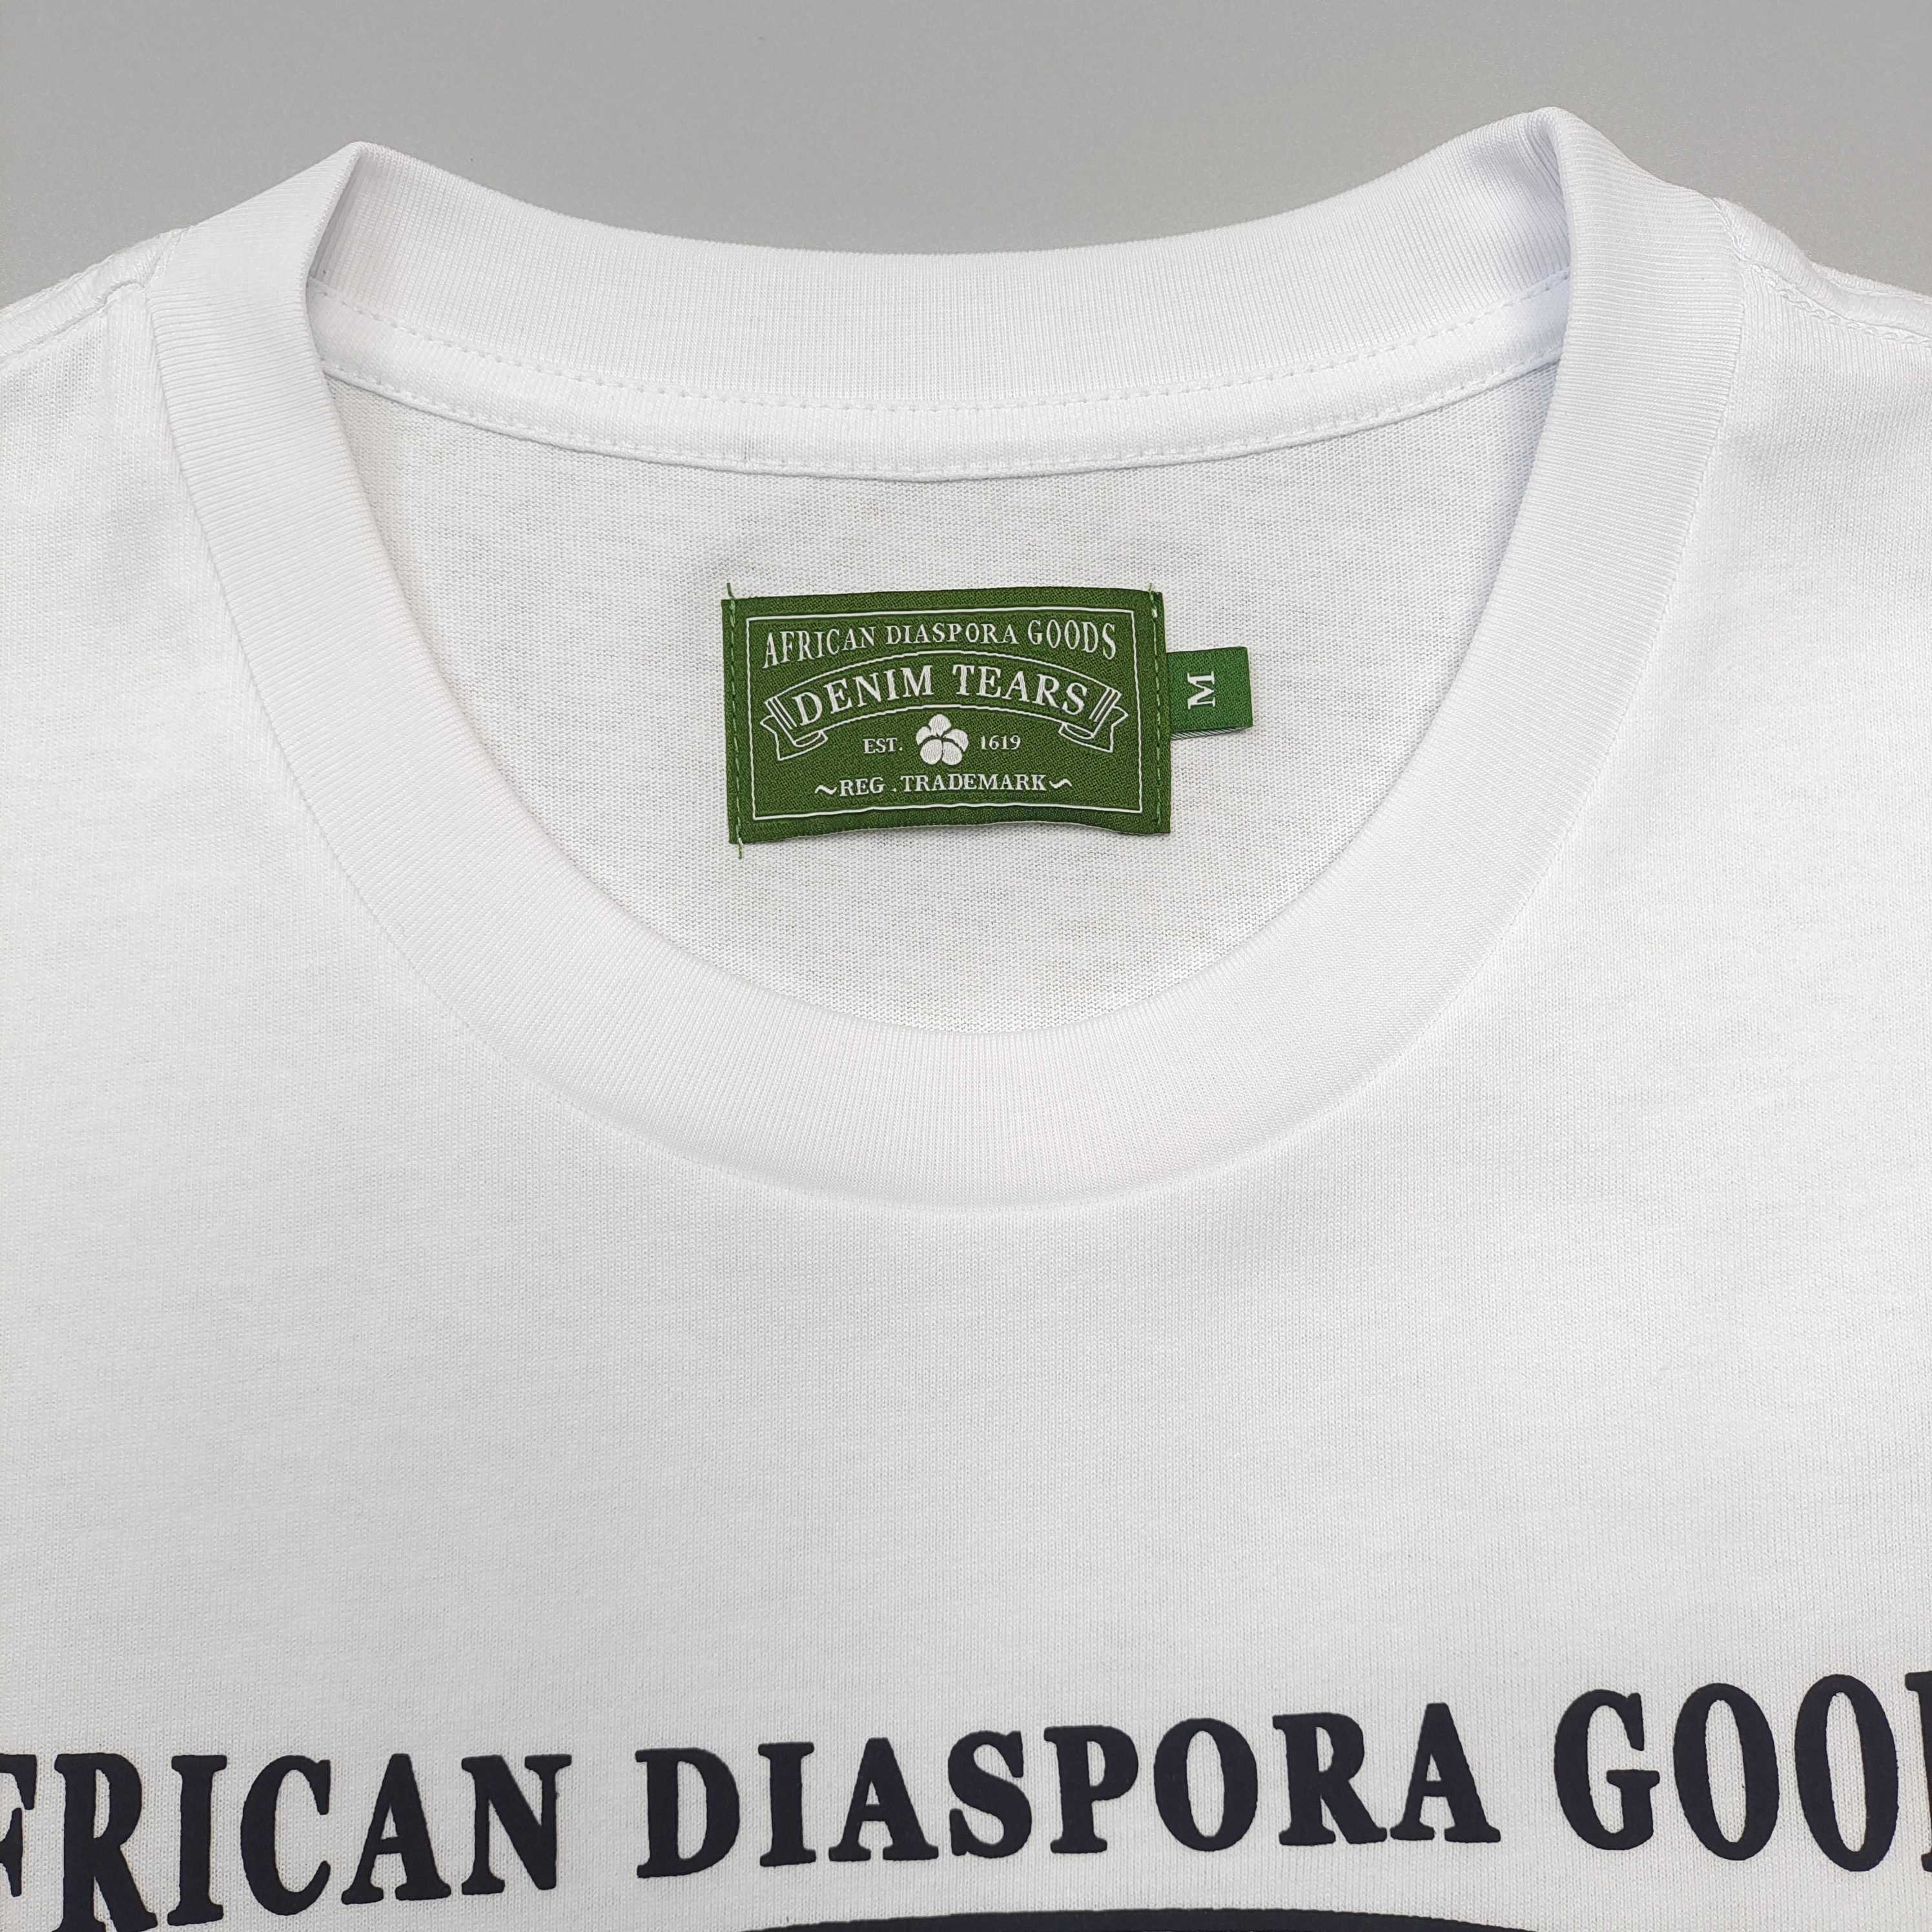 AFRICAN DIASPORA GOODS
DENIM TEARS
EST. 1619
~REG . TRADEMARK~
M
FRICAN DIASPORA GOO